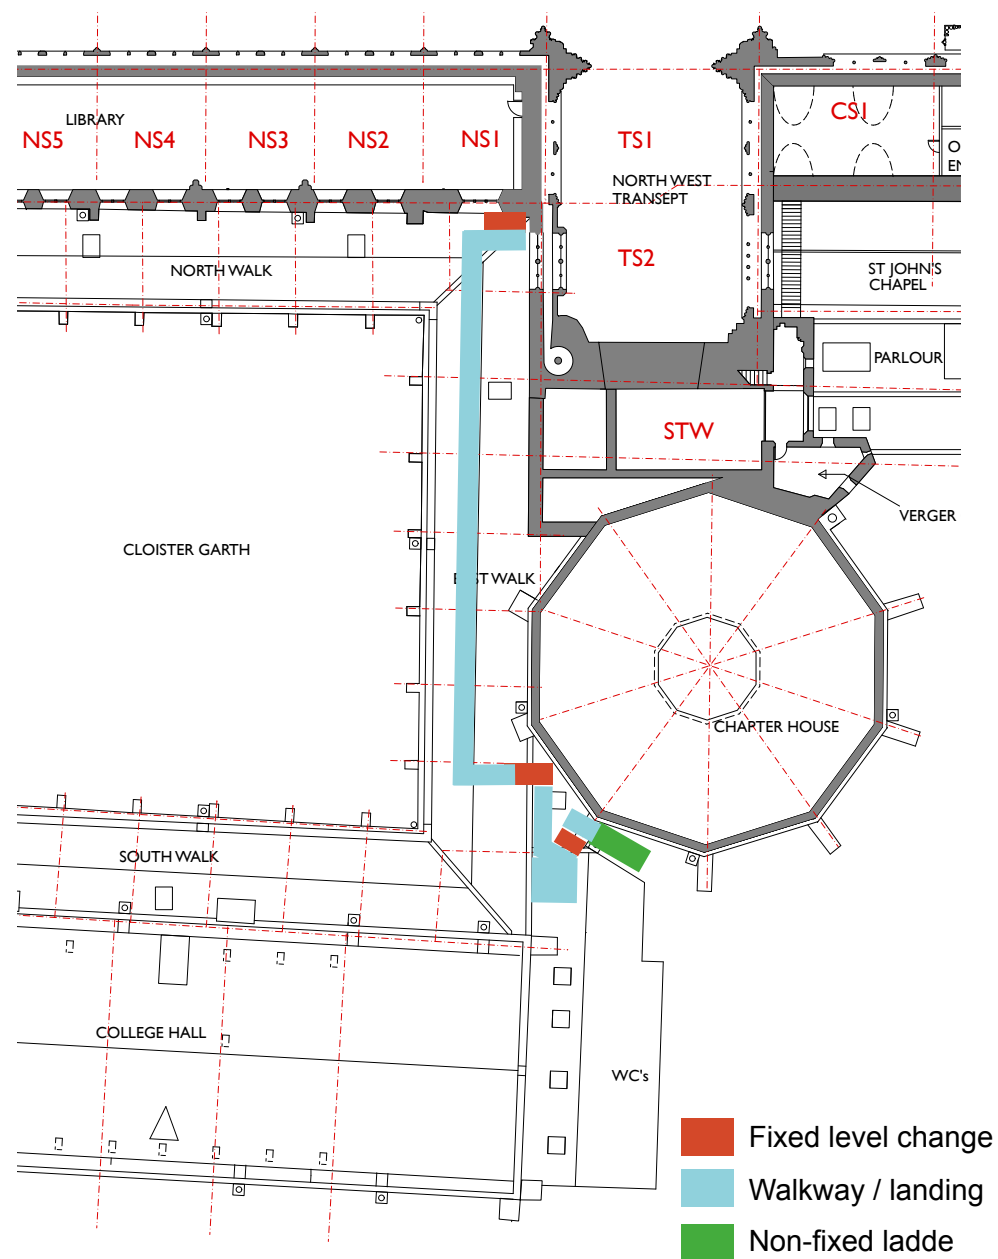 LIBRARY
NS5
NS4
NS3
NS2
NS1
TS1
CS1
NORTH WEST
TRANSEPT
O
EN
TS2
NORTH WALK
ST JOHN'S
CHAPEL
PARLOUR
STW
VERGER
CLOISTER GARTH
EAST WALK
CHAPTER HOUSE
SOUTH WALK
COLLEGE HALL
WC's
Fixed level change
Walkway / landing
Non-fixed ladde